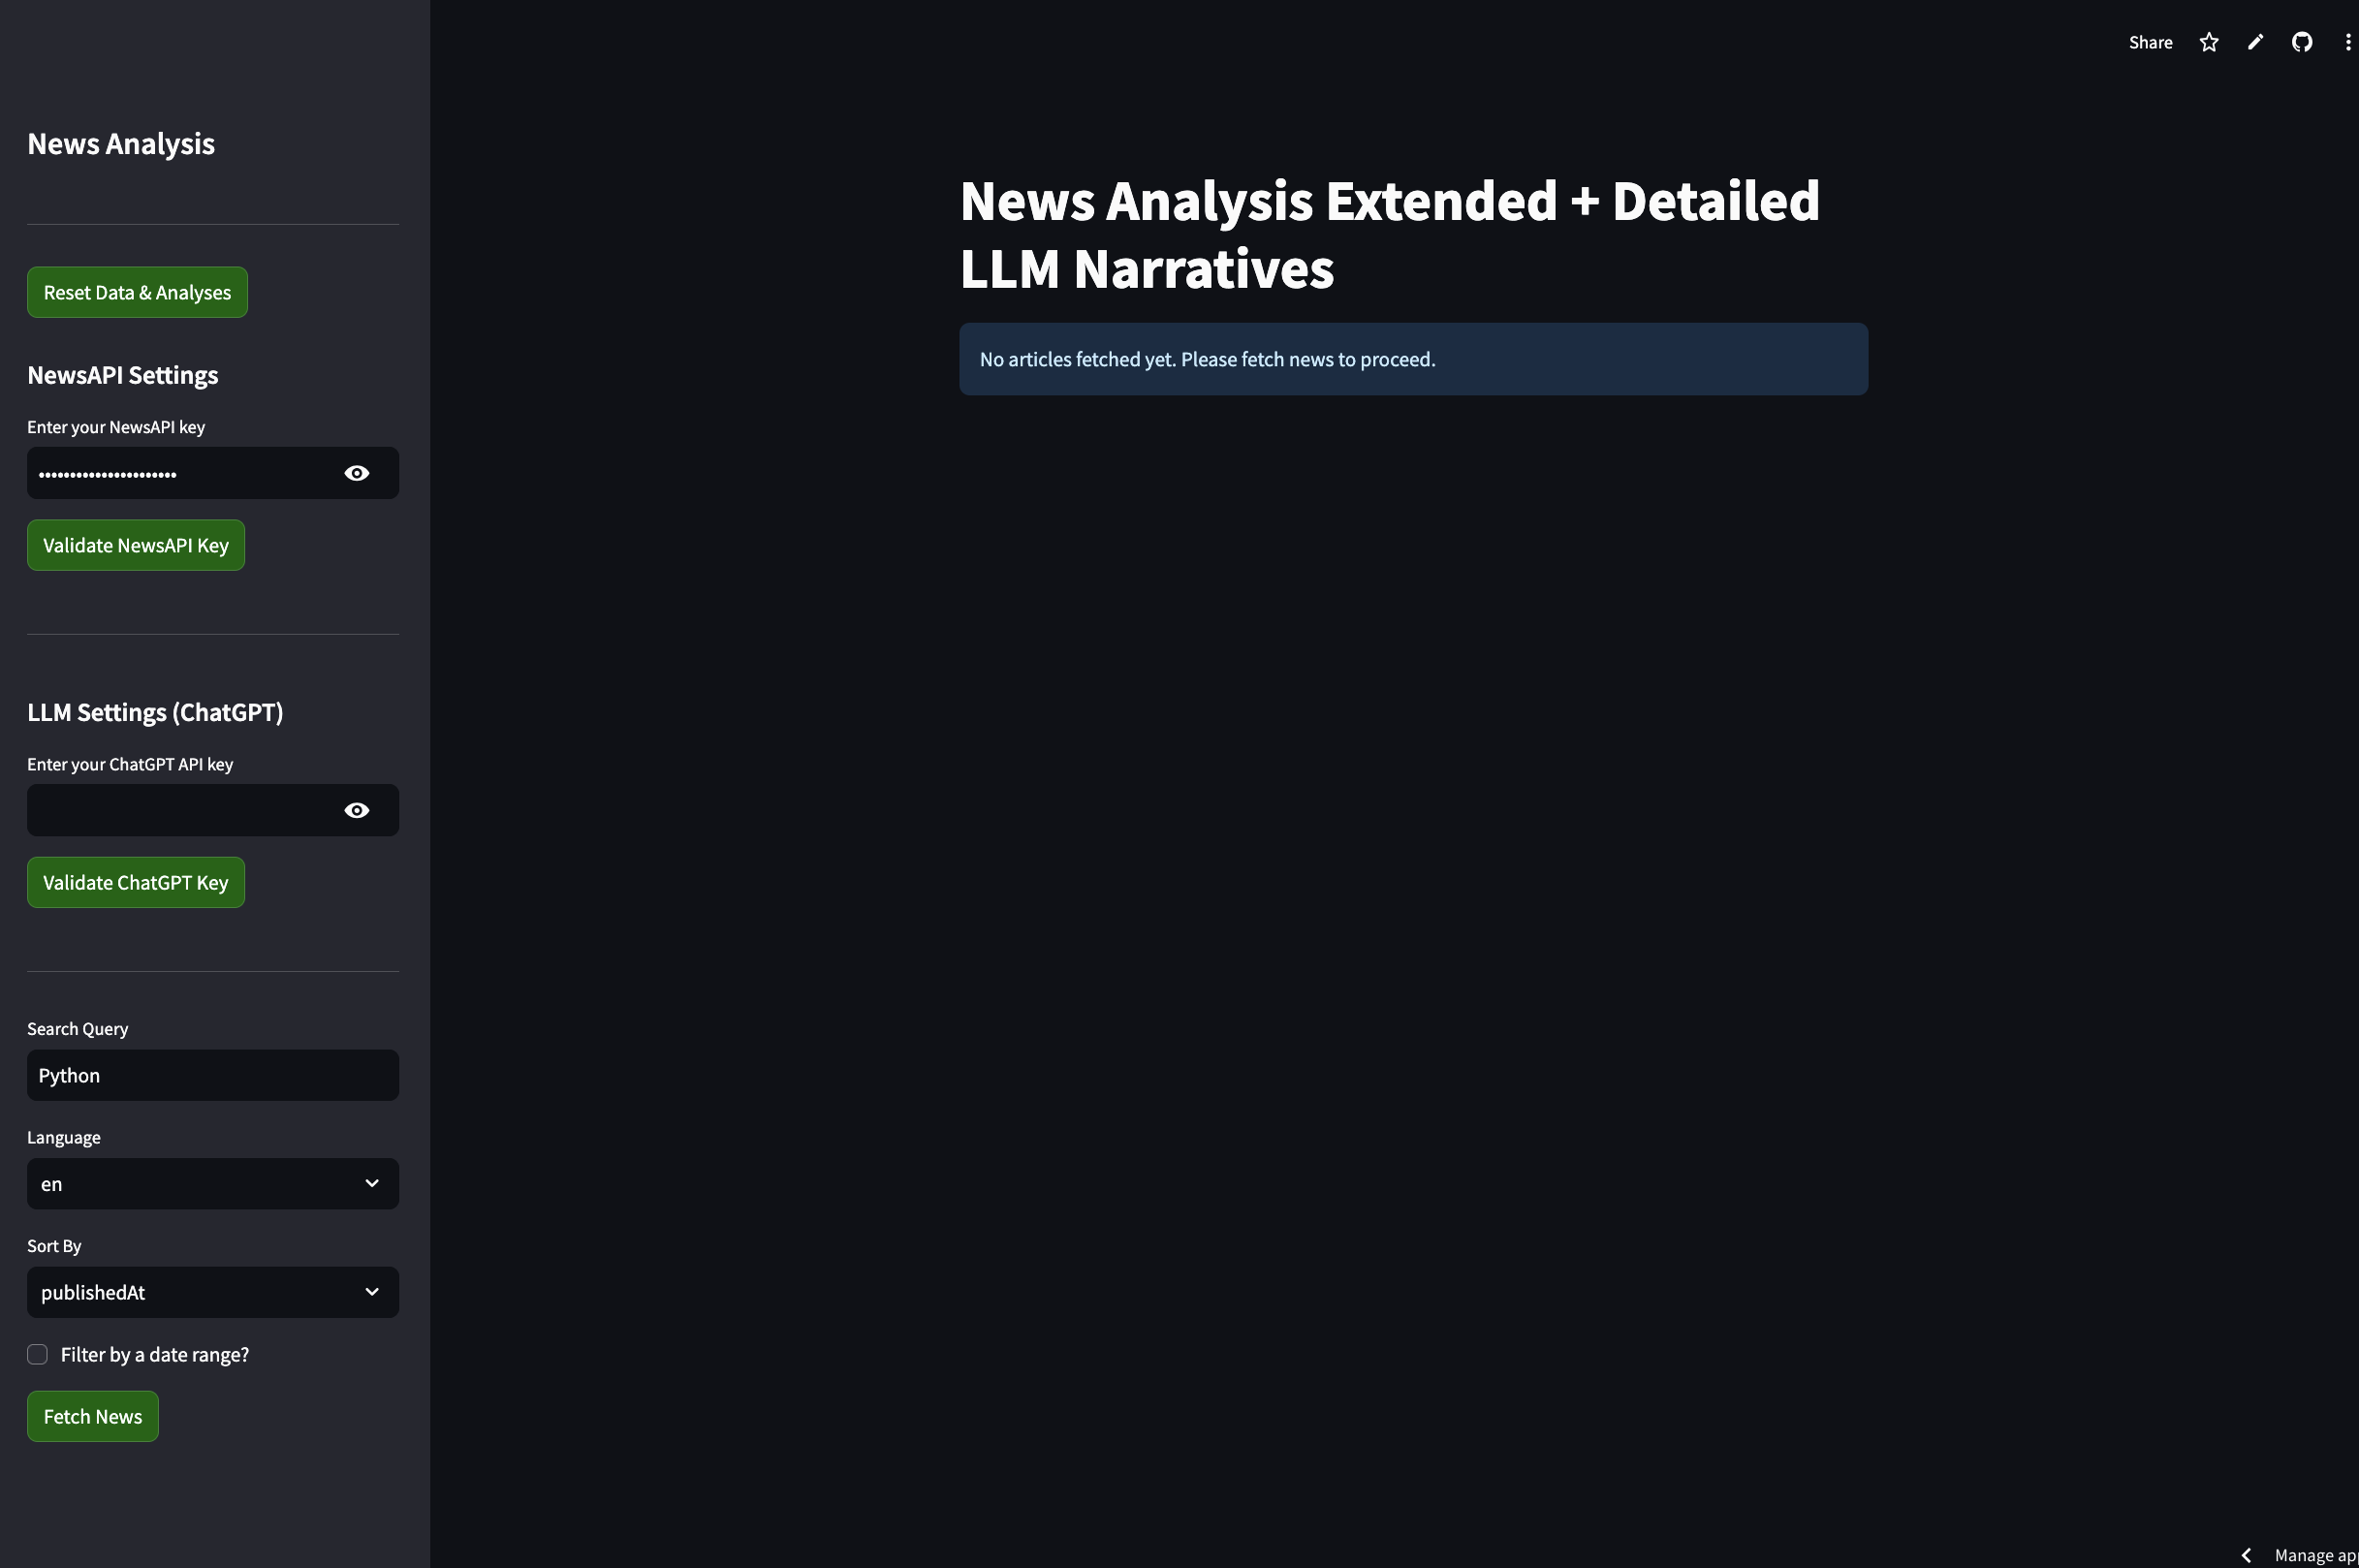 Share
News Analysis
Reset Data & Analyses
NewsAPI Settings
Enter your NewsAPI key
••••••••••••••••••••••
Validate NewsAPI Key
LLM Settings (ChatGPT)
Enter your ChatGPT API key
Validate ChatGPT Key
Search Query
Python
Language
en
Sort By
publishedAt
Filter by a date range?
Fetch News
News Analysis Extended + Detailed
LLM Narratives
No articles fetched yet. Please fetch news to proceed.
Manage ap